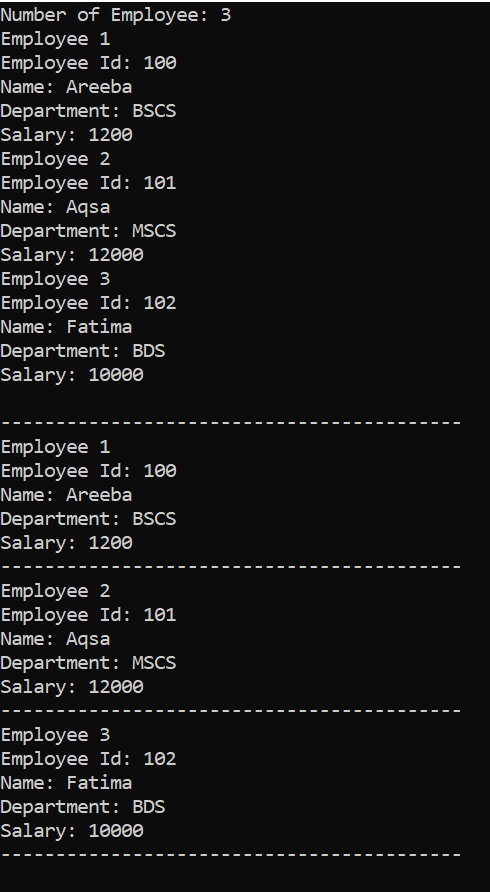 Number of Employee: 3
Employee 1
Employee Id: 100
Name: Areeba
Department: BSCS
Salary: 1200
Employee 2
Employee Id: 101
Name: Aqsa
Department: MSCS
Salary: 12000
Employee 3
Employee Id: 102
Name: Fatima
Department: BDS
Salary: 10000
------------------------------------------
Employee 1
Employee Id: 100
Name: Areeba
Department: BSCS
Salary: 1200
------------------------------------------
Employee 2
Employee Id: 101
Name: Aqsa
Department: MSCS
Salary: 12000
------------------------------------------
Employee 3
Employee Id: 102
Name: Fatima
Department: BDS
Salary: 10000
------------------------------------------